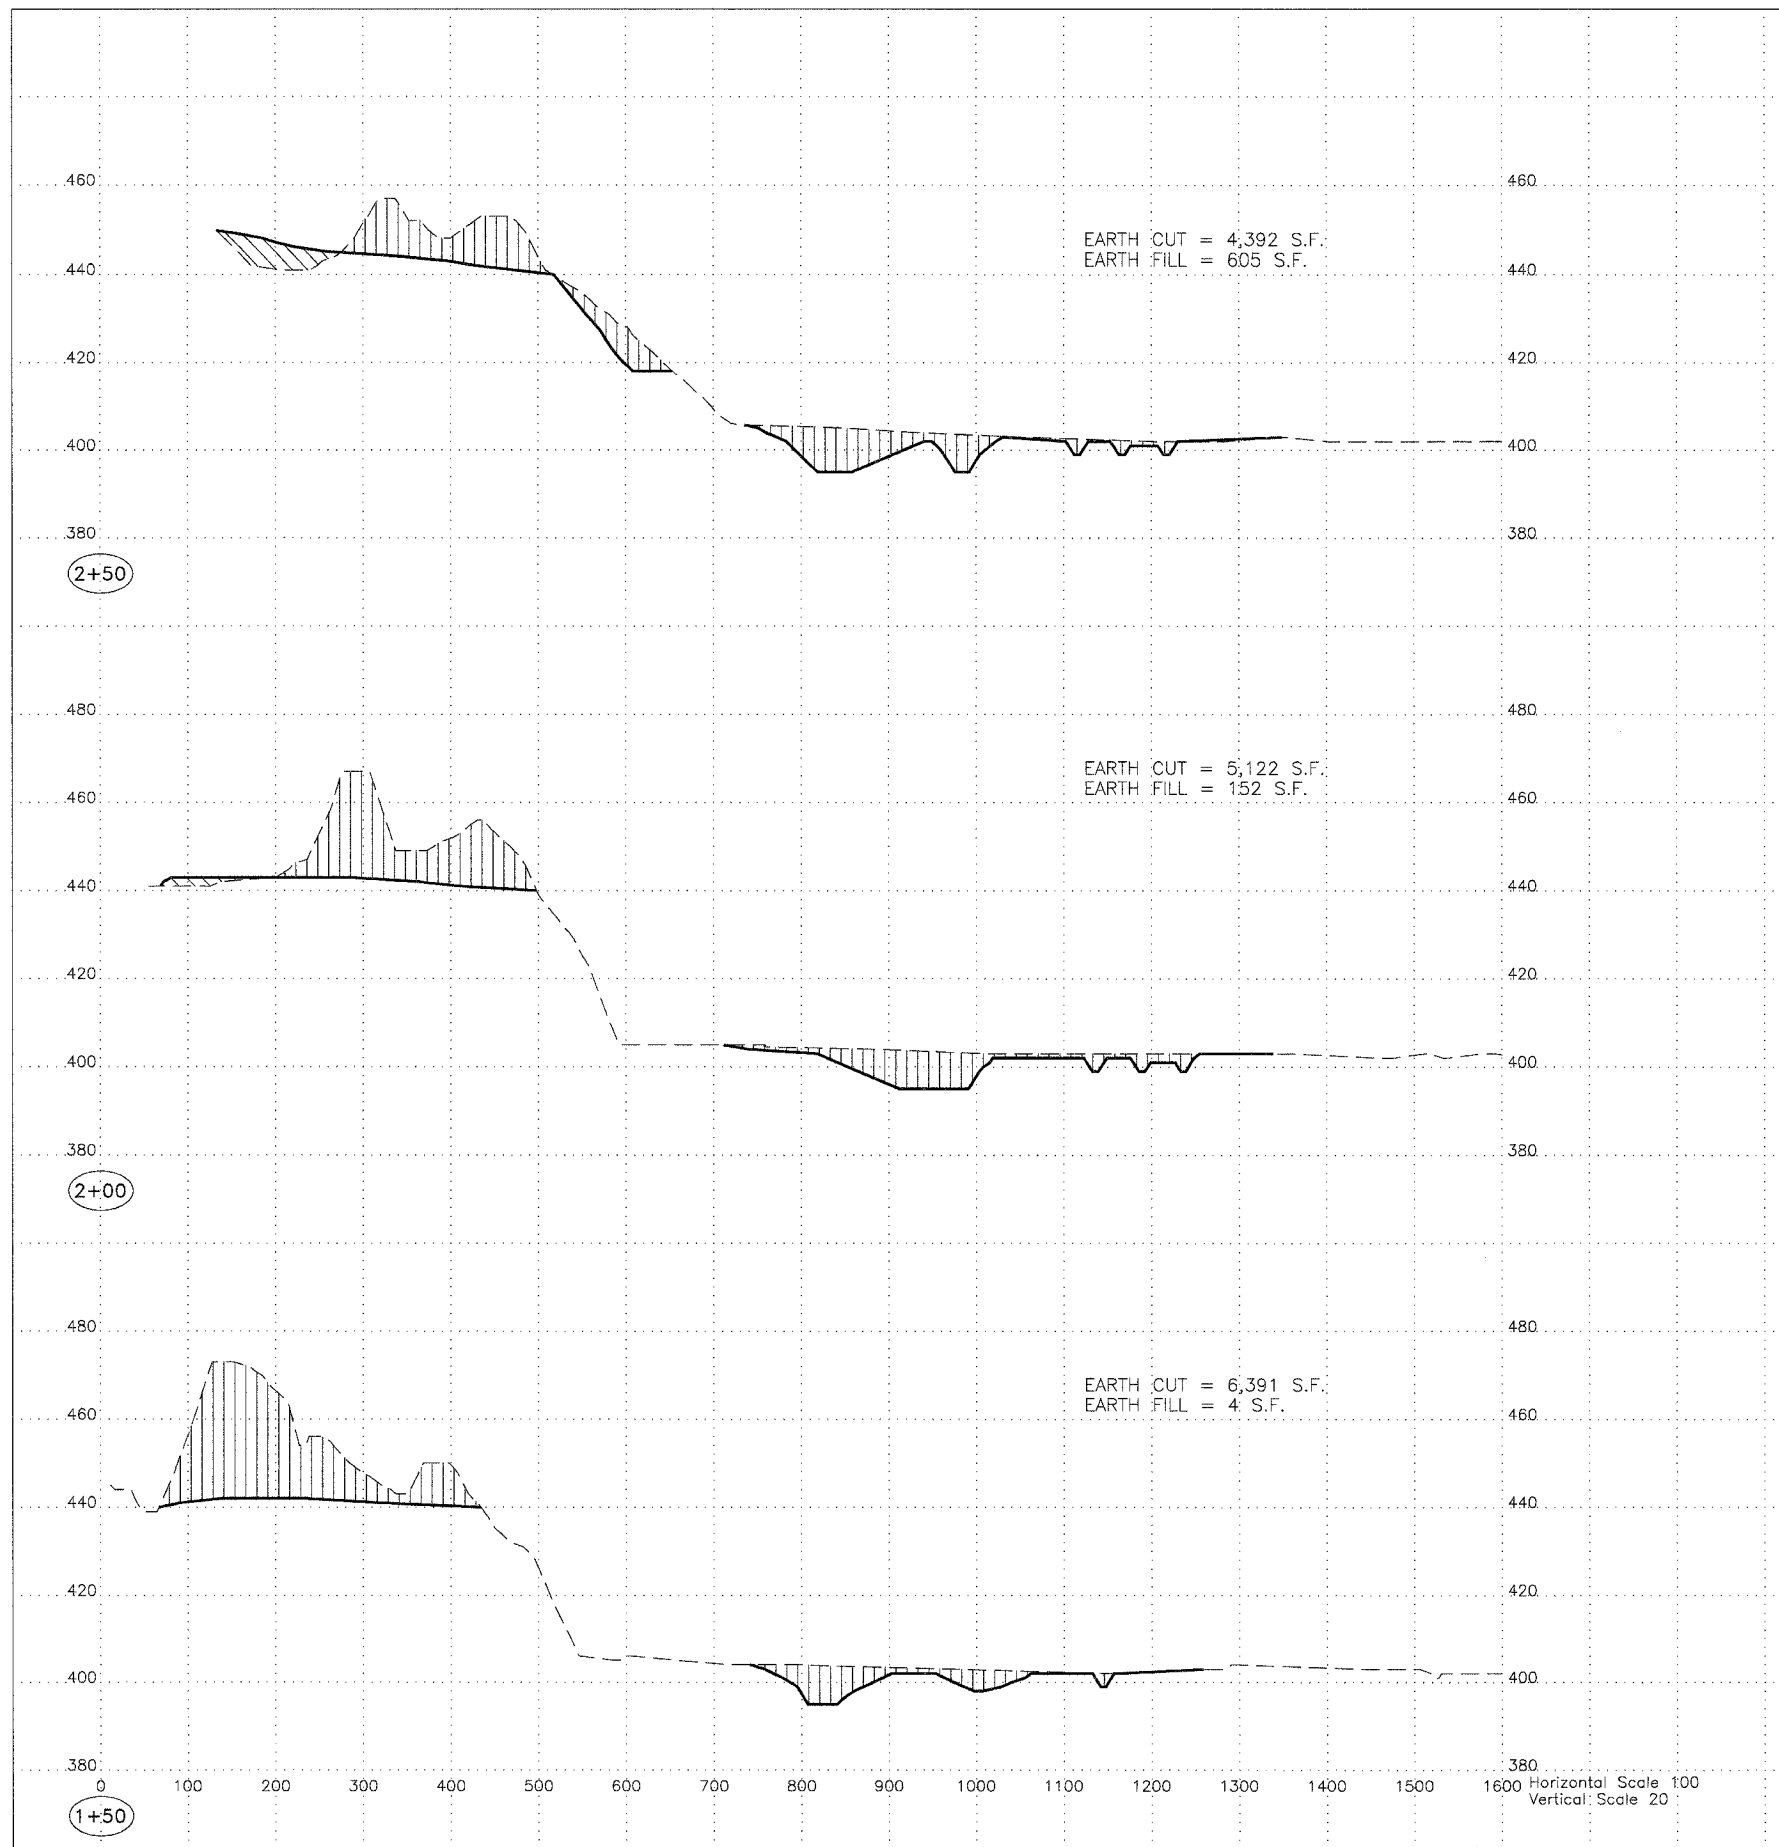 460 460
EARTH CUT = 4,392 S.F.
EARTH FILL = 605 S.F.
440 440
420 420
400 400
380 380
2+50
480 480
EARTH CUT = 5,122 S.F.
EARTH FILL = 152 S.F.
460 460
440 440
420 420
400 400
380 380
2+00
480 480
EARTH CUT = 6,391 S.F.
EARTH FILL = 4 S.F.
460 460
440 440
420 420
400 400
380 380
0 100 200 300 400 500 600 700 800 900 1000 1100 1200 1300 1400 1500 1600
Horizontal Scale 100
Vertical Scale 20
1+50